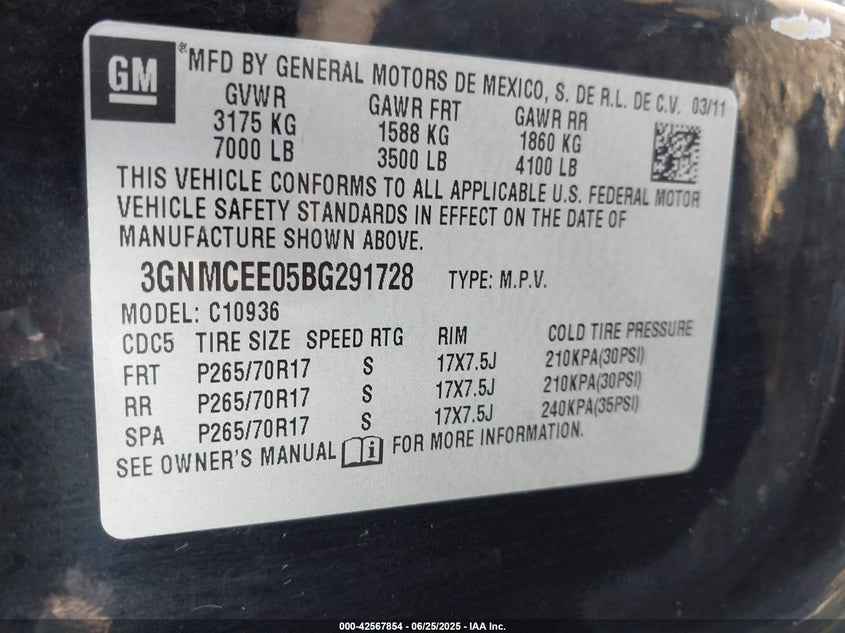 GM
®MFD BY GENERAL MOTORS DE MEXICO, S. DE R.L. DE C.V. 03/11
GVWR GAWR FRT GAWR RR
3175 KG 1588 KG 1860 KG
7000 LB 3500 LB 4100 LB
THIS VEHICLE CONFORMS TO ALL APPLICABLE U.S. FEDERAL MOTOR
VEHICLE SAFETY STANDARDS IN EFFECT ON THE DATE OF
MANUFACTURE SHOWN ABOVE.
3GNMCEE05BG291728 TYPE: M.P.V.
MODEL: C10936
CDC5 TIRE SIZE SPEED RTG RIM COLD TIRE PRESSURE
FRT P265/70R17 S 17X7.5J 210KPA(30PSI)
RR P265/70R17 S 17X7.5J 210KPA(30PSI)
SPA P265/70R17 S 17X7.5J 240KPA(35PSI)
SEE OWNER'S MANUAL i FOR MORE INFORMATION.
000-42567854 / 06/25/2025 - IAA Inc.